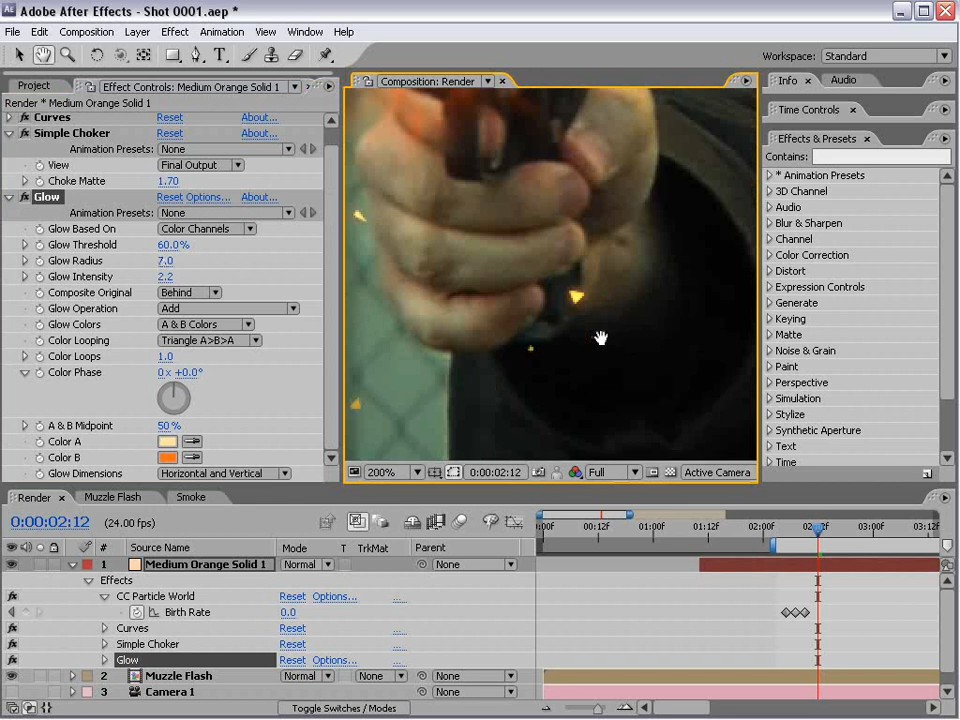 Adobe After Effects - Shot 0001.aep *
File Edit Composition Layer Effect Animation View Window Help
Workspace: Standard
Project Effect Controls: Medium Orange Solid 1
Render * Medium Orange Solid 1
Curves Reset About...
Simple Choker Reset About...
Animation Presets: None
View Final Output
Choke Matte 1.70
Glow Reset Options... About...
Animation Presets: None
Glow Based On Color Channels
Glow Threshold 60.0%
Glow Radius 7.0
Glow Intensity 2.2
Composite Original Behind
Glow Operation Add
Glow Colors A & B Colors
Color Looping Triangle A>B>A
Color Loops 1.0
Color Phase 0 x +0.0°
A & B Midpoint 50 %
Color A
Color B
Glow Dimensions Horizontal and Vertical
Composition: Render
200% 0:00:02:12 Full Active Camera
Info Audio
Time Controls
Effects & Presets
Contains:
* Animation Presets
3D Channel
Audio
Blur & Sharpen
Channel
Color Correction
Distort
Expression Controls
Generate
Keying
Matte
Noise & Grain
Paint
Perspective
Simulation
Stylize
Synthetic Aperture
Text
Time
Render Muzzle Flash Smoke
0:00:02:12 (24.00 fps)
:00f 00:12f 01:00f 01:12f 02:00f 02:12f 03:00f 03:12f
# Source Name Mode T TrkMat Parent
1 Medium Orange Solid 1 Normal None
Effects
CC Particle World Reset Options... ...
Birth Rate 0.0
Curves Reset ...
Simple Choker Reset ...
Glow Reset Options... ...
2 Muzzle Flash Normal None None
3 Camera 1 None
Toggle Switches / Modes